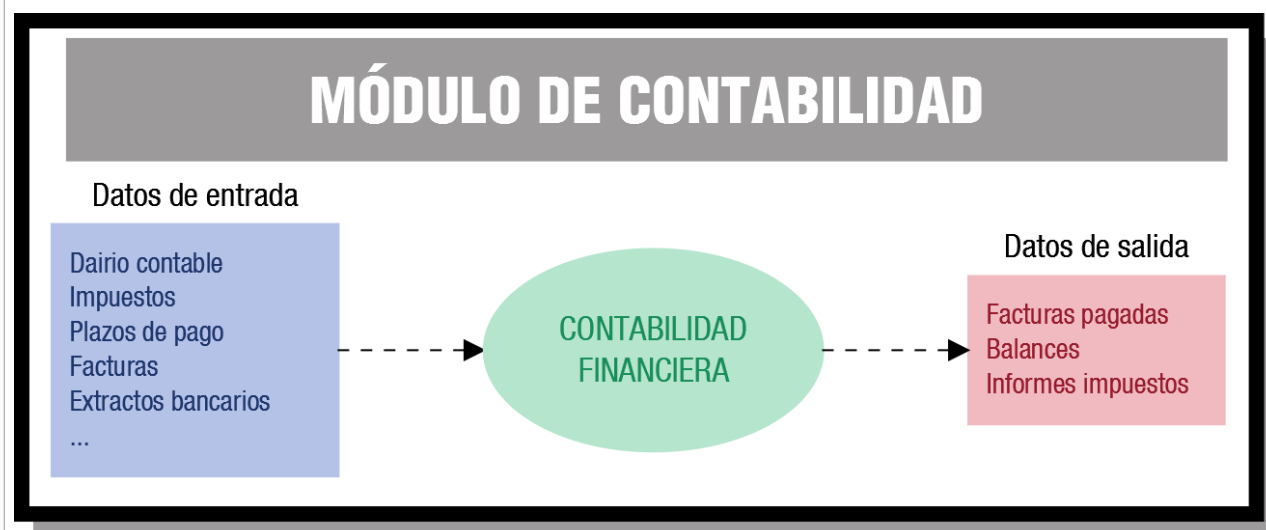 MÓDULO DE CONTABILIDAD
Datos de entrada
Dairio contable
Impuestos
Plazos de pago
Facturas
Extractos bancarios
...
CONTABILIDAD
FINANCIERA
Datos de salida
Facturas pagadas
Balances
Informes impuestos